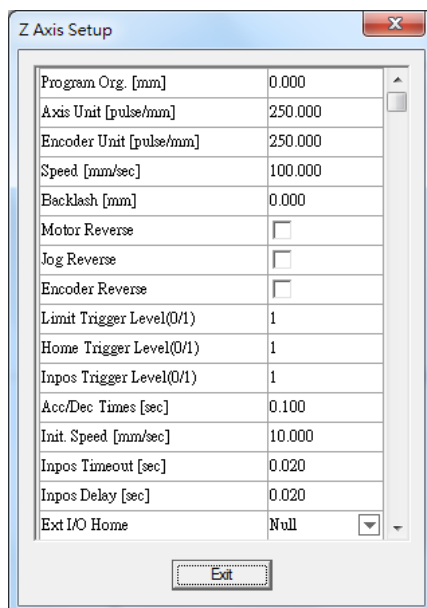 Z Axis Setup
Program Org. [mm] 0.000
Axis Unit [pulse/mm] 250.000
Encoder Unit [pulse/mm] 250.000
Speed [mm/sec] 100.000
Backlash [mm] 0.000
Motor Reverse
Jog Reverse
Encoder Reverse
Limit Trigger Level(0/1) 1
Home Trigger Level(0/1) 1
Inpos Trigger Level(0/1) 1
Acc/Dec Times [sec] 0.100
Init. Speed [mm/sec] 10.000
Inpos Timeout [sec] 0.020
Inpos Delay [sec] 0.020
Ext I/O Home Null
Exit